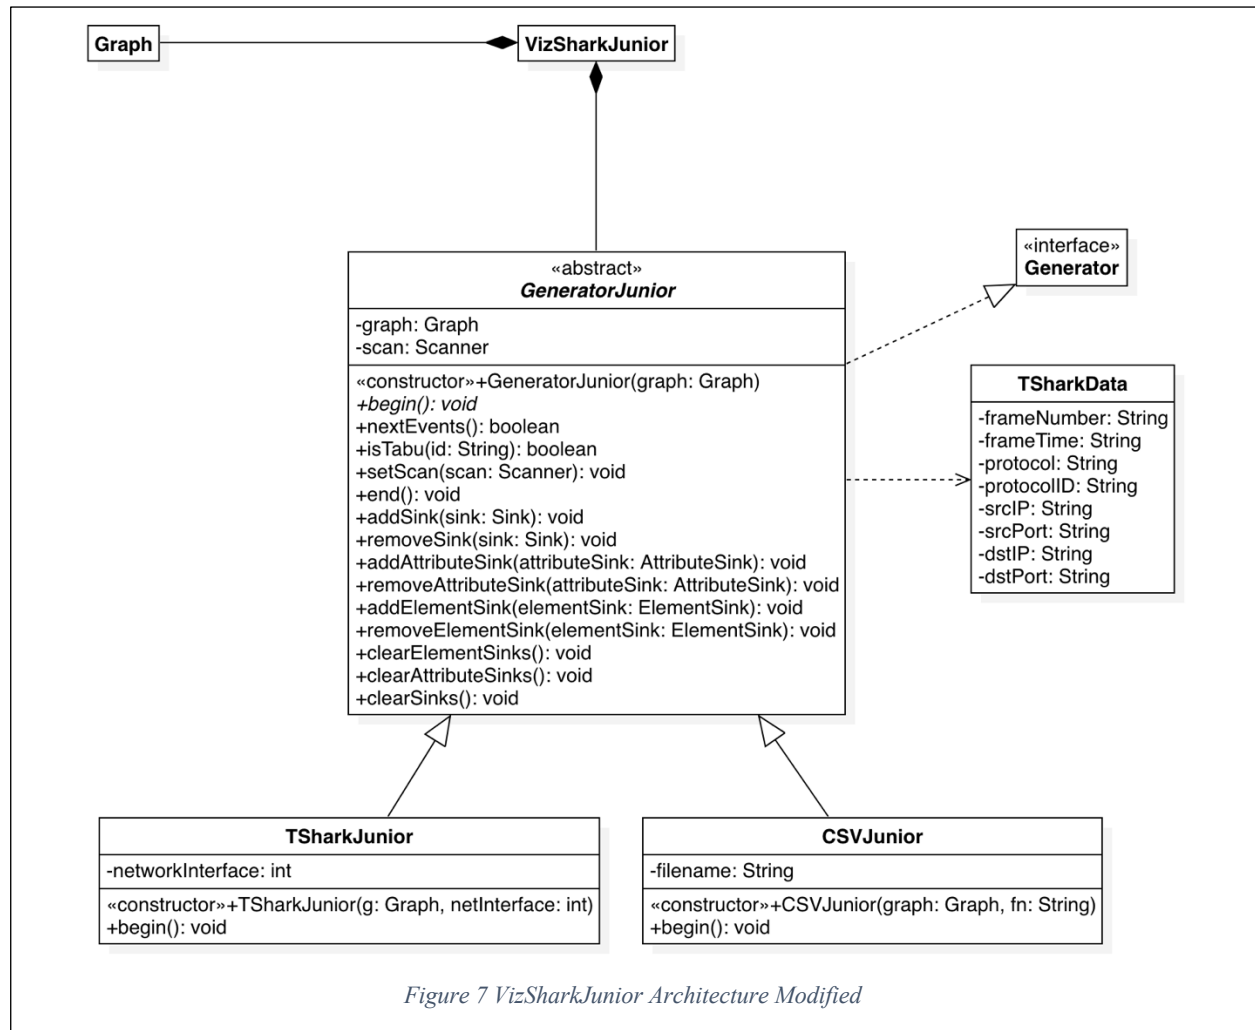 Graph
VizSharkJunior
«interface»
Generator
«abstract»
GeneratorJunior
-graph: Graph
-scan: Scanner
«constructor»+GeneratorJunior(graph: Graph)
+begin(): void
+nextEvents(): boolean
+isTabu(id: String): boolean
+setScan(scan: Scanner): void
+end(): void
+addSink(sink: Sink): void
+removeSink(sink: Sink): void
+addAttributeSink(attributeSink: AttributeSink): void
+removeAttributeSink(attributeSink: AttributeSink): void
+addElementSink(elementSink: ElementSink): void
+removeElementSink(elementSink: ElementSink): void
+clearElementSinks(): void
+clearAttributeSinks(): void
+clearSinks(): void
TSharkData
-frameNumber: String
-frameTime: String
-protocol: String
-protocolID: String
-srcIP: String
-srcPort: String
-dstIP: String
-dstPort: String
TSharkJunior
-networkInterface: int
«constructor»+TSharkJunior(g: Graph, netInterface: int)
+begin(): void
CSVJunior
-filename: String
«constructor»+CSVJunior(graph: Graph, fn: String)
+begin(): void
Figure 7 VizSharkJunior Architecture Modified